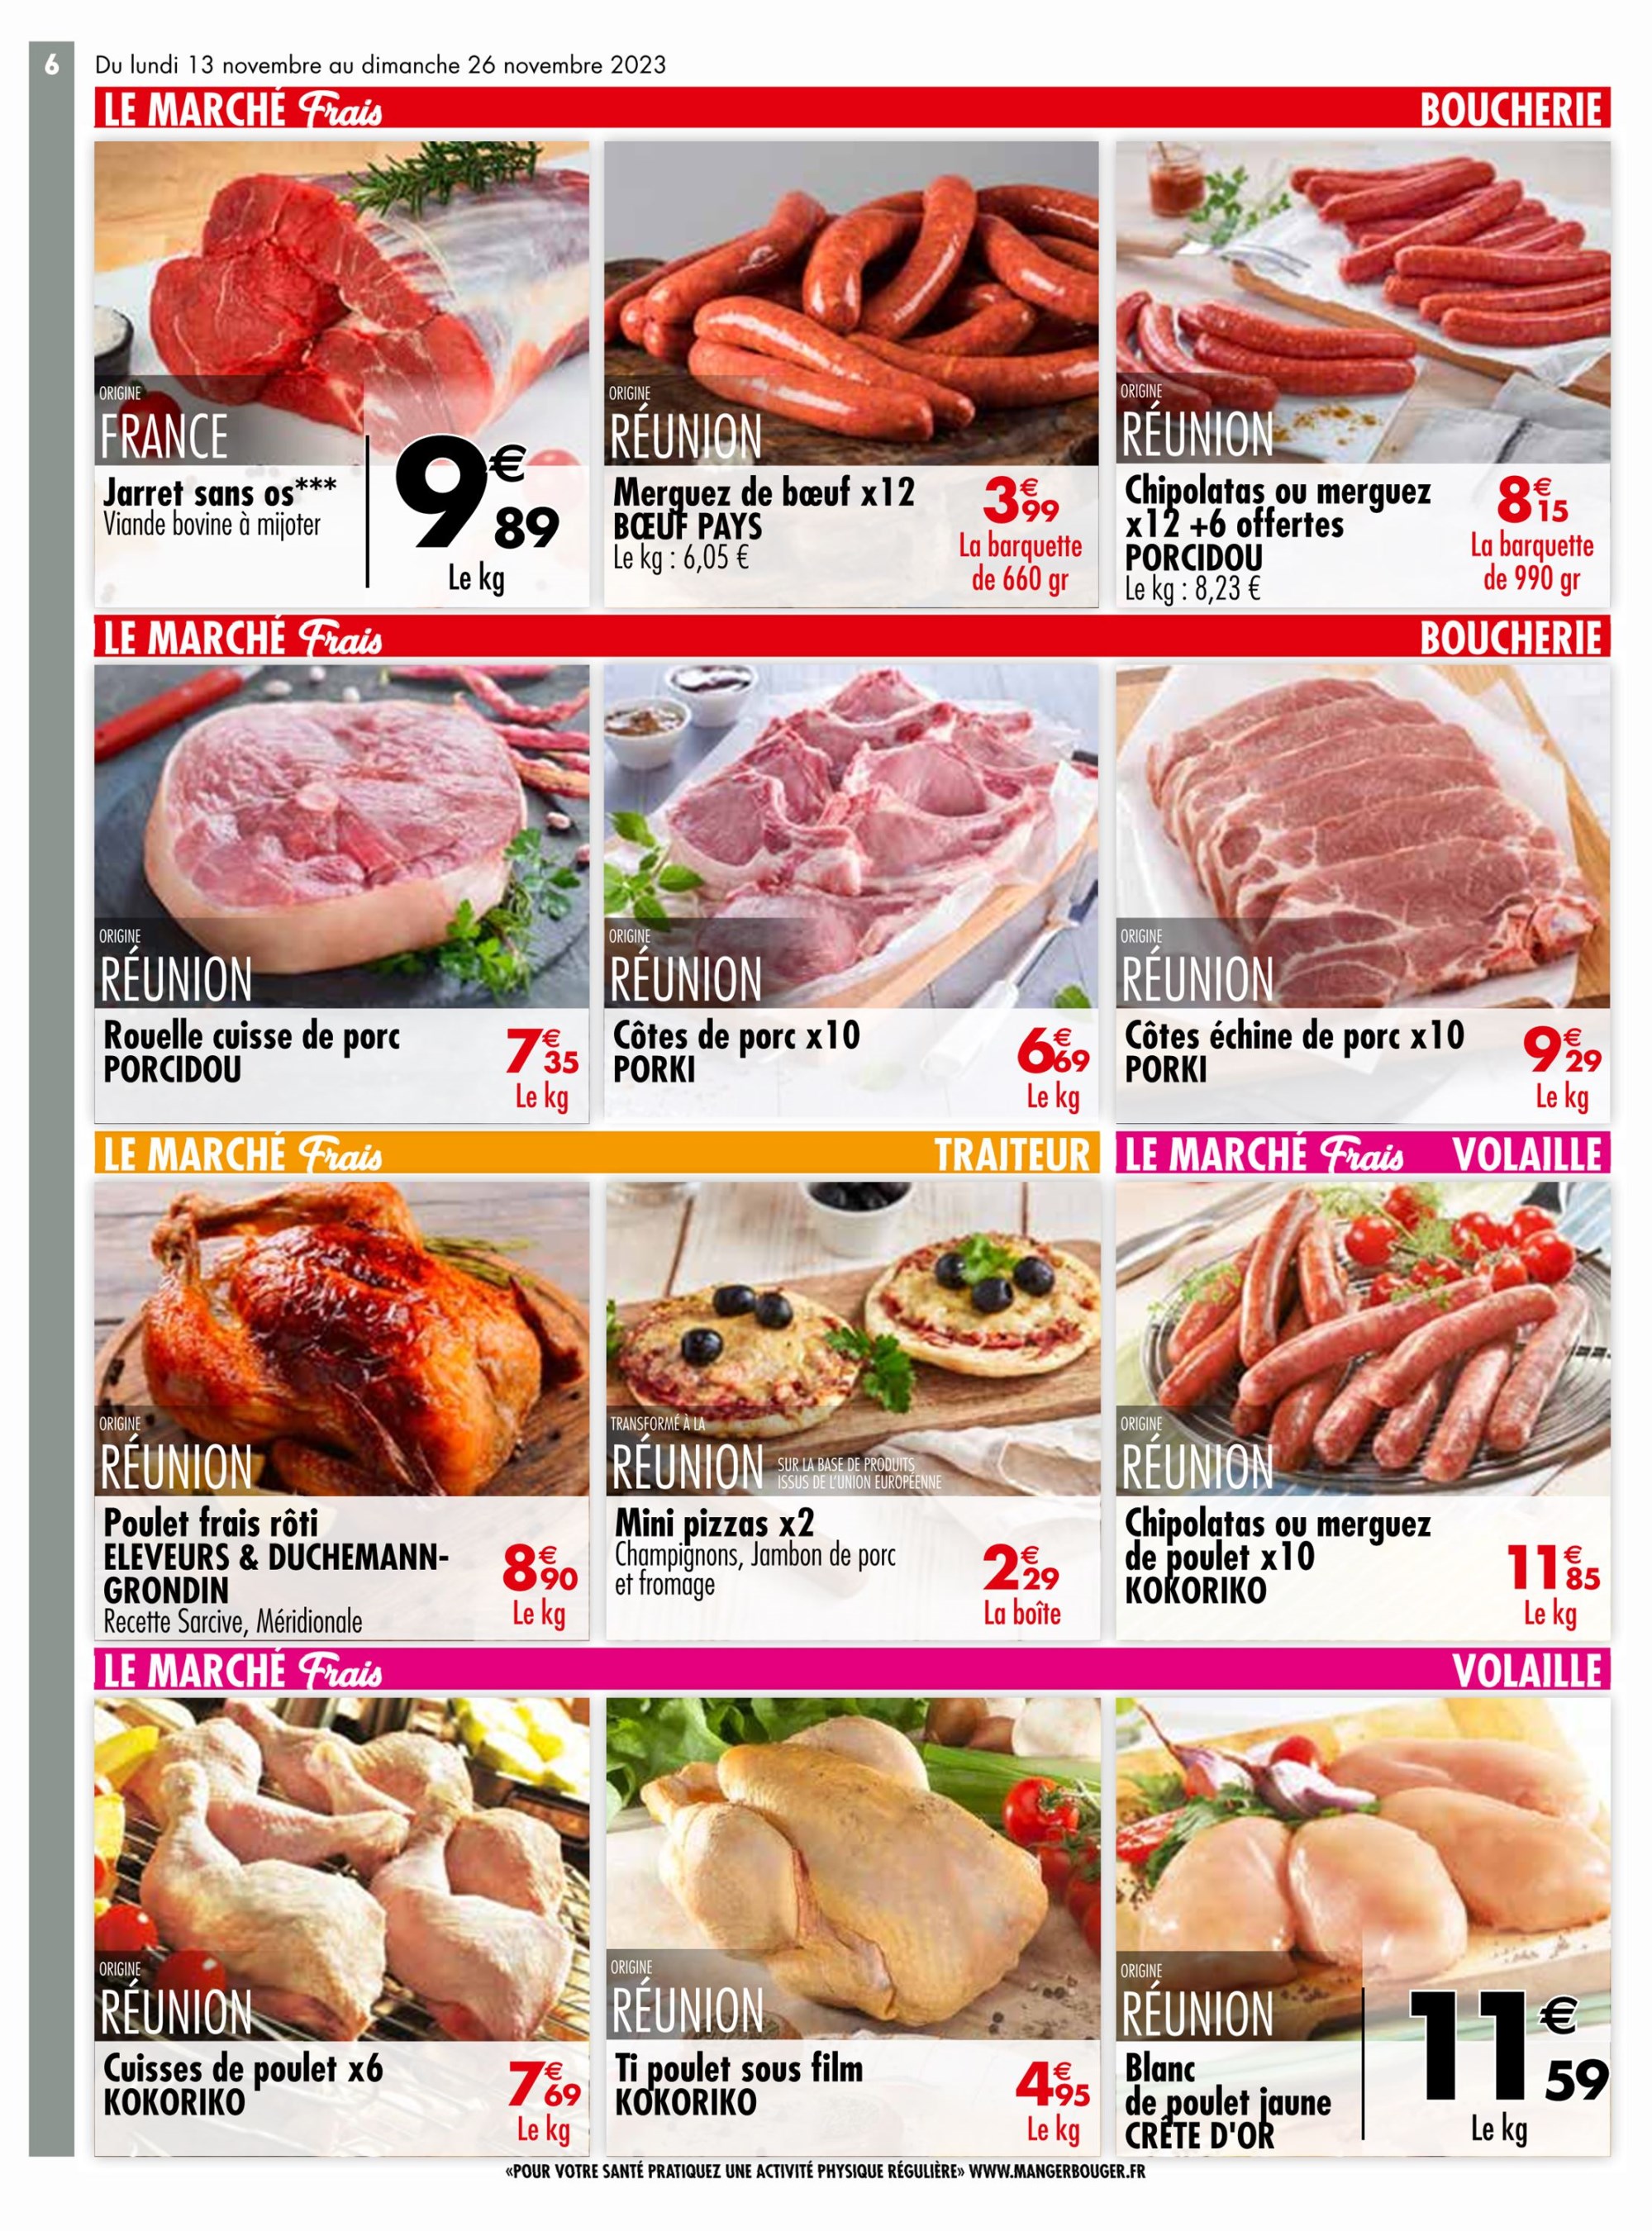 6
Du lundi 13 novembre au dimanche 26 novembre 2023
LE MARCHÉ Frais BOUCHERIE
ORIGINE
FRANCE
Jarret sans os***
Viande bovine à mijoter
9€89
Le kg
ORIGINE
RÉUNION
Merguez de bœuf x12
BŒUF PAYS
Le kg : 6,05 €
3€99
La barquette
de 660 gr
ORIGINE
RÉUNION
Chipolatas ou merguez
x12 +6 offertes
PORCIDOU
Le kg : 8,23 €
8€15
La barquette
de 990 gr
LE MARCHÉ Frais BOUCHERIE
ORIGINE
RÉUNION
Rouelle cuisse de porc
PORCIDOU
7€35
Le kg
ORIGINE
RÉUNION
Côtes de porc x10
PORKI
6€69
Le kg
ORIGINE
RÉUNION
Côtes échine de porc x10
PORKI
9€29
Le kg
LE MARCHÉ Frais TRAITEUR
ORIGINE
RÉUNION
Poulet frais rôti
ELEVEURS & DUCHEMANN-
GRONDIN
Recette Sarcive, Méridionale
8€90
Le kg
TRANSFORMÉ À LA
RÉUNION
SUR LA BASE DE PRODUITS
ISSUS DE L'UNION EUROPÉENNE
Mini pizzas x2
Champignons, Jambon de porc
et fromage
2€29
La boîte
LE MARCHÉ Frais VOLAILLE
ORIGINE
RÉUNION
Chipolatas ou merguez
de poulet x10
KOKORIKO
11€85
Le kg
LE MARCHÉ Frais VOLAILLE
ORIGINE
RÉUNION
Cuisses de poulet x6
KOKORIKO
7€69
Le kg
ORIGINE
RÉUNION
Ti poulet sous film
KOKORIKO
4€95
Le kg
ORIGINE
RÉUNION
Blanc
de poulet jaune
CRÊTE D'OR
11€59
Le kg
«POUR VOTRE SANTÉ PRATIQUEZ UNE ACTIVITÉ PHYSIQUE RÉGULIÈRE» WWW.MANGERBOUGER.FR